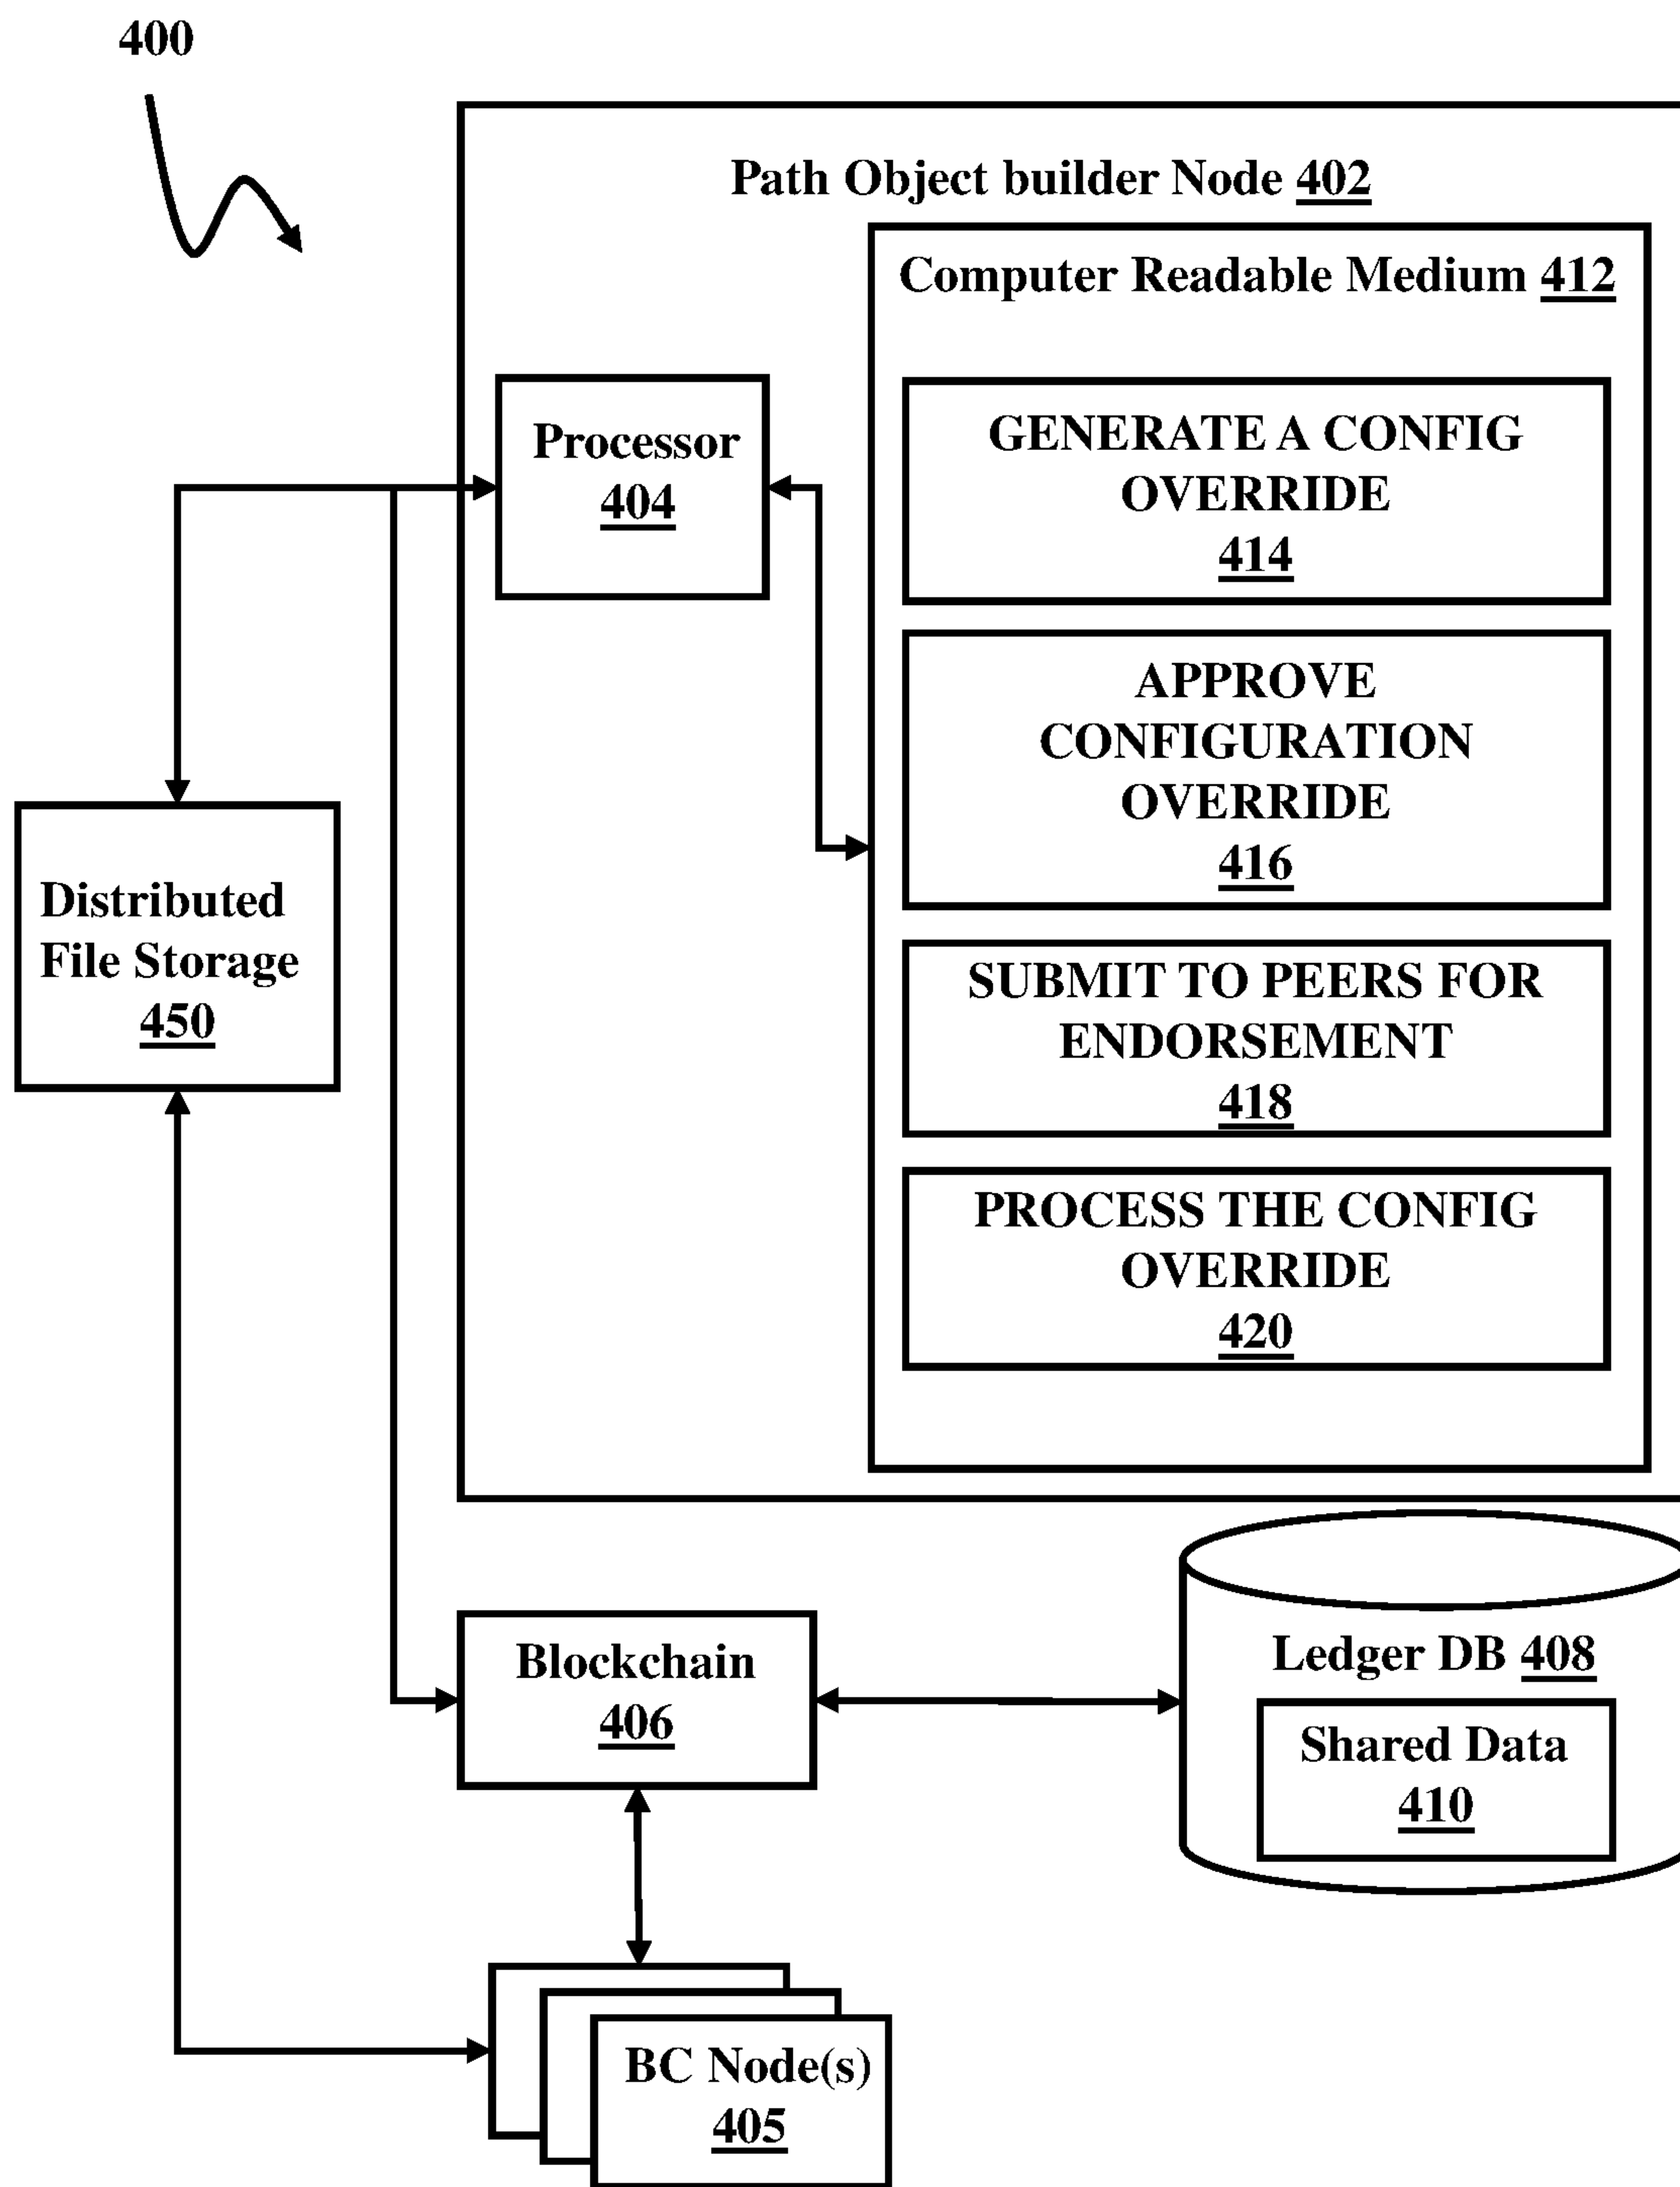 400
Path Object builder Node 402
Computer Readable Medium 412
Processor
404
GENERATE A CONFIG
OVERRIDE
414
APPROVE
CONFIGURATION
OVERRIDE
416
Distributed
File Storage
450
SUBMIT TO PEERS FOR
ENDORSEMENT
418
PROCESS THE CONFIG
OVERRIDE
420
Blockchain
406
Ledger DB 408
Shared Data
410
BC Node(s)
405